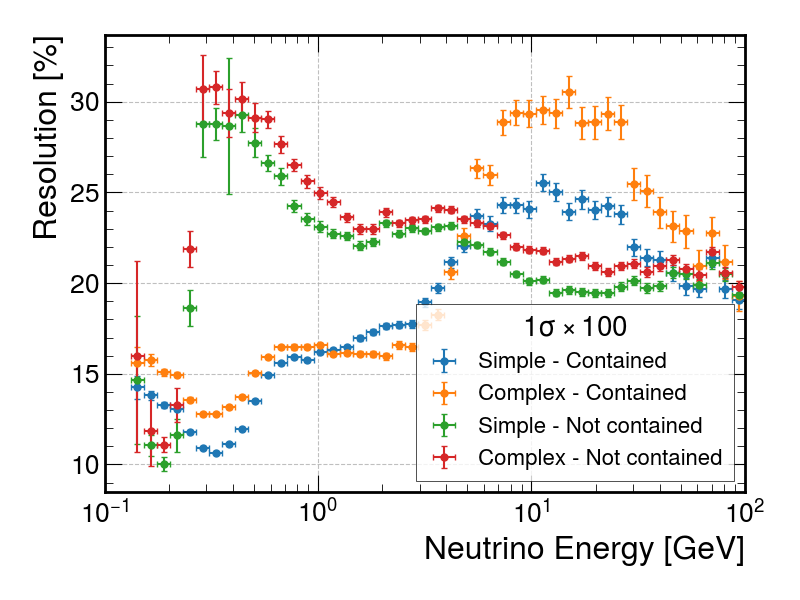 Resolution [%]
30
25
20
15
10
1σ × 100
Simple - Contained
Complex - Contained
Simple - Not contained
Complex - Not contained
10⁻¹ 10⁰ 10¹ 10²
Neutrino Energy [GeV]